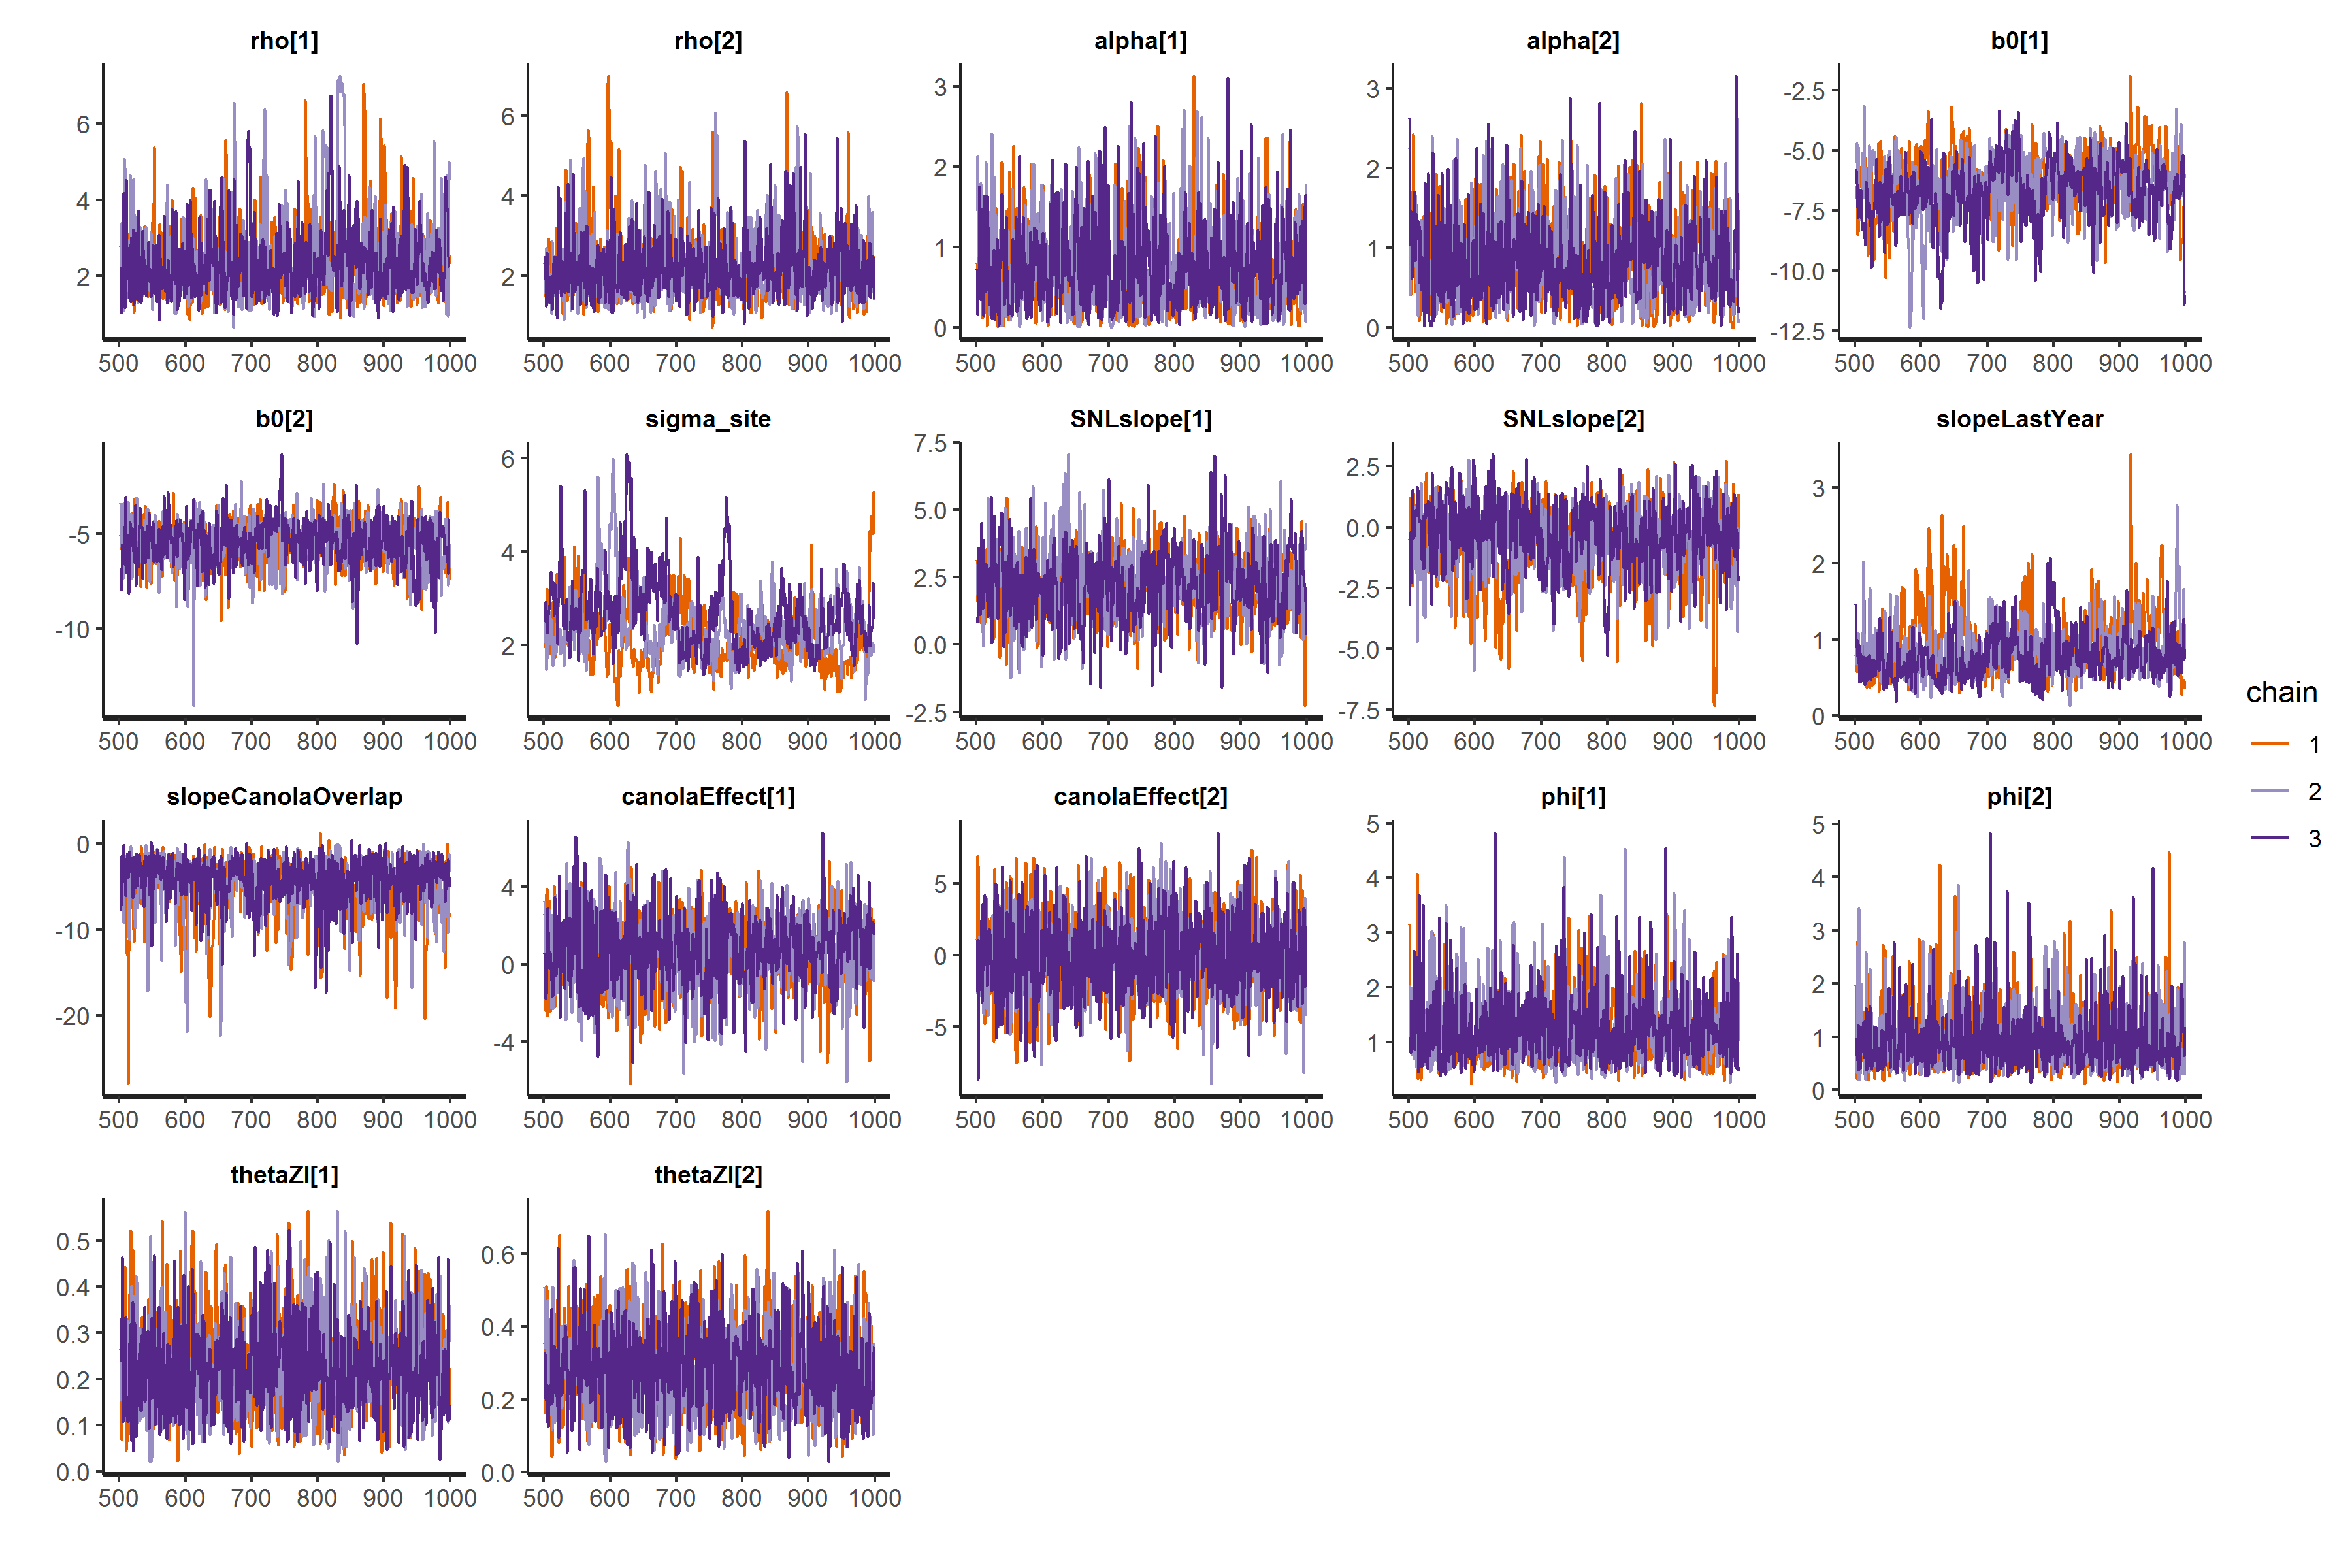 rho[1] rho[2] alpha[1] alpha[2] b0[1]
6 4 2
6 4 2
3 2 1 0
3 2 1 0
-2.5 -5.0 -7.5 -10.0 -12.5
500 600 700 800 900 1000 500 600 700 800 900 1000 500 600 700 800 900 1000 500 600 700 800 900 1000 500 600 700 800 900 1000
b0[2] sigma_site SNLslope[1] SNLslope[2] slopeLastYear
-5 -10
6 4 2
7.5 5.0 2.5 0.0 -2.5
2.5 0.0 -2.5 -5.0 -7.5
3 2 1 0
500 600 700 800 900 1000 500 600 700 800 900 1000 500 600 700 800 900 1000 500 600 700 800 900 1000 500 600 700 800 900 1000
slopeCanolaOverlap canolaEffect[1] canolaEffect[2] phi[1] phi[2]
0 -10 -20
4 0 -4
5 0 -5
5 4 3 2 1
5 4 3 2 1 0
500 600 700 800 900 1000 500 600 700 800 900 1000 500 600 700 800 900 1000 500 600 700 800 900 1000 500 600 700 800 900 1000
thetaZI[1] thetaZI[2]
0.5 0.4 0.3 0.2 0.1 0.0
0.6 0.4 0.2 0.0
500 600 700 800 900 1000 500 600 700 800 900 1000
chain
1
2
3